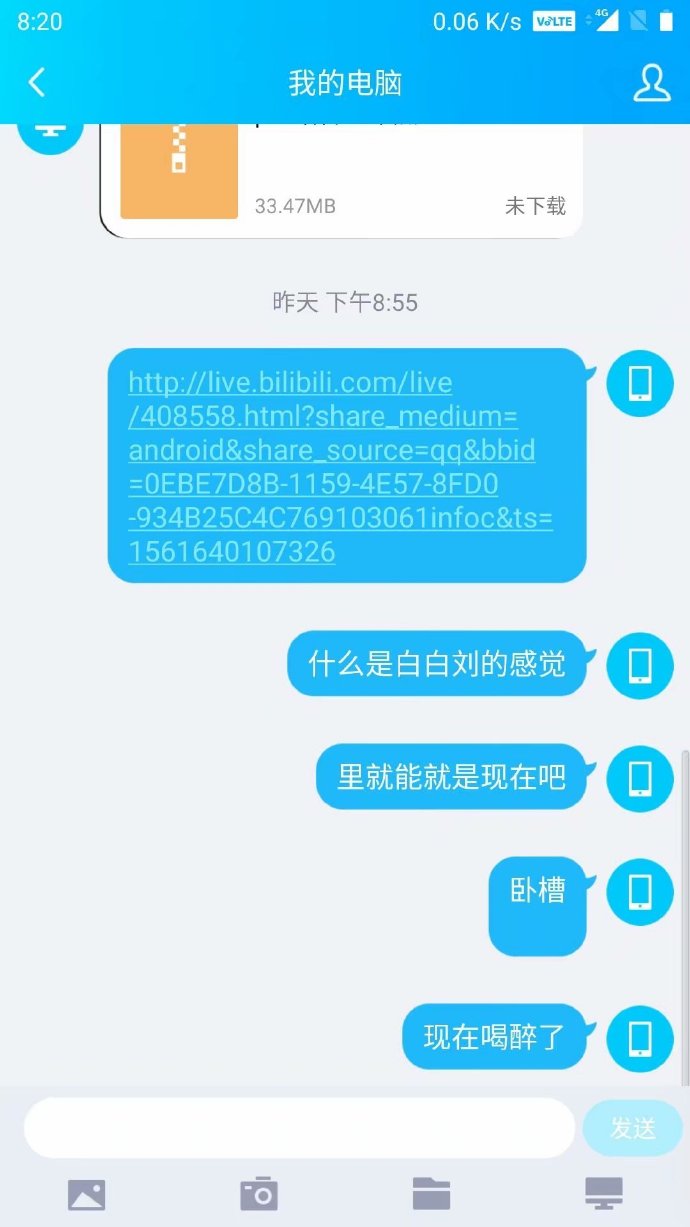 8:20
0.06 K/s
VoLTE
4G
我的电脑
33.47MB
未下载
昨天 下午8:55
http://live.bilibili.com/live
/408558.html?share_medium=
android&share_source=qq&bbid
=0EBE7D8B-1159-4E57-8FD0
-934B25C4C769103061infoc&ts=
1561640107326
什么是白白刘的感觉
里就能就是现在吧
卧槽
现在喝醉了
发送